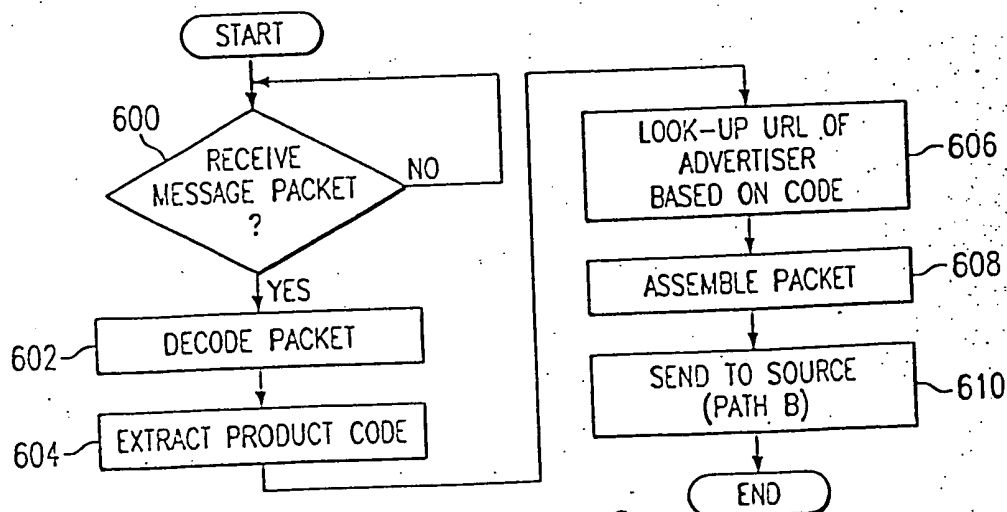 START
600
RECEIVE
MESSAGE PACKET
?
NO
YES
602
DECODE PACKET
604
EXTRACT PRODUCT CODE
LOOK-UP URL OF
ADVERTISER
BASED ON CODE
606
ASSEMBLE PACKET
608
SEND TO SOURCE
(PATH B)
610
END